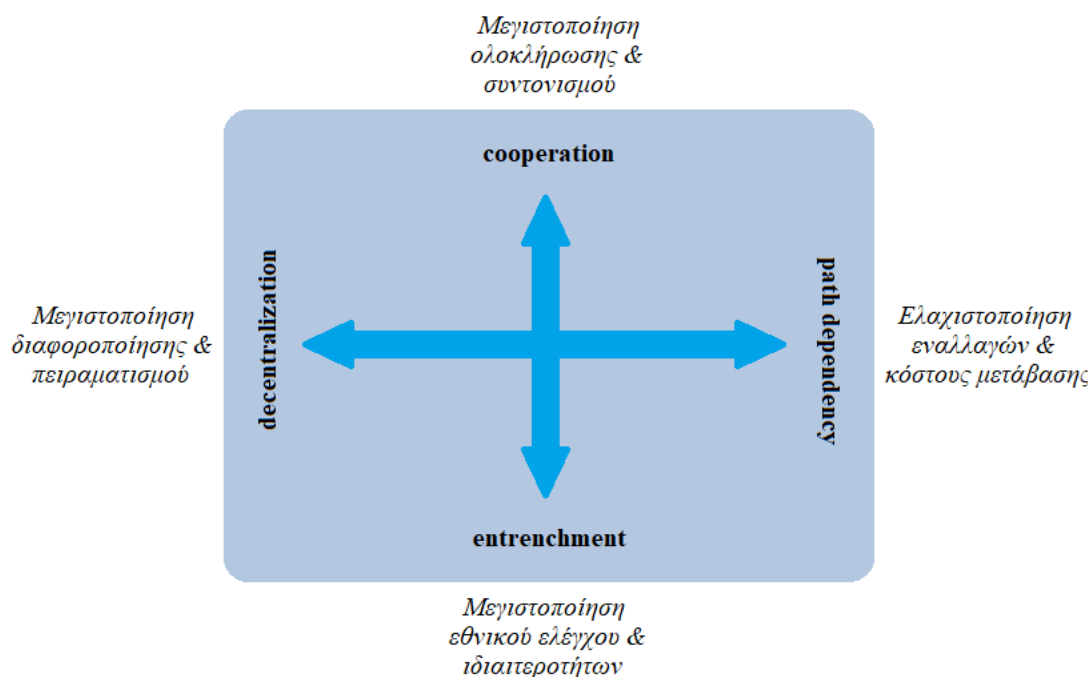 Μεγιστοποίηση
ολοκλήρωσης &
συντονισμού
cooperation
decentralization
path dependency
Μεγιστοποίηση
διαφοροποίησης &
πειραματισμού
Ελαχιστοποίηση
εναλλαγών &
κόστους μετάβασης
entrenchment
Μεγιστοποίηση
εθνικού ελέγχου &
ιδιαιτεροτήτων